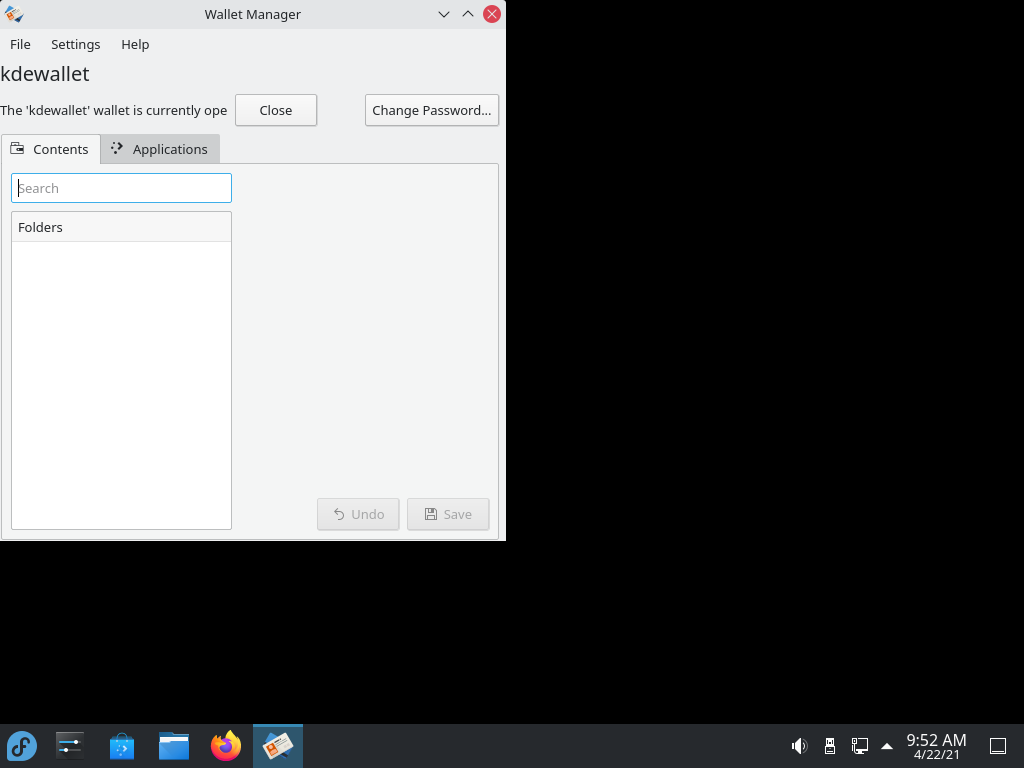 Wallet Manager
File Settings Help
kdewallet
The 'kdewallet' wallet is currently ope Close Change Password...
Contents Applications
Search
Folders
Undo Save
9:52 AM
4/22/21